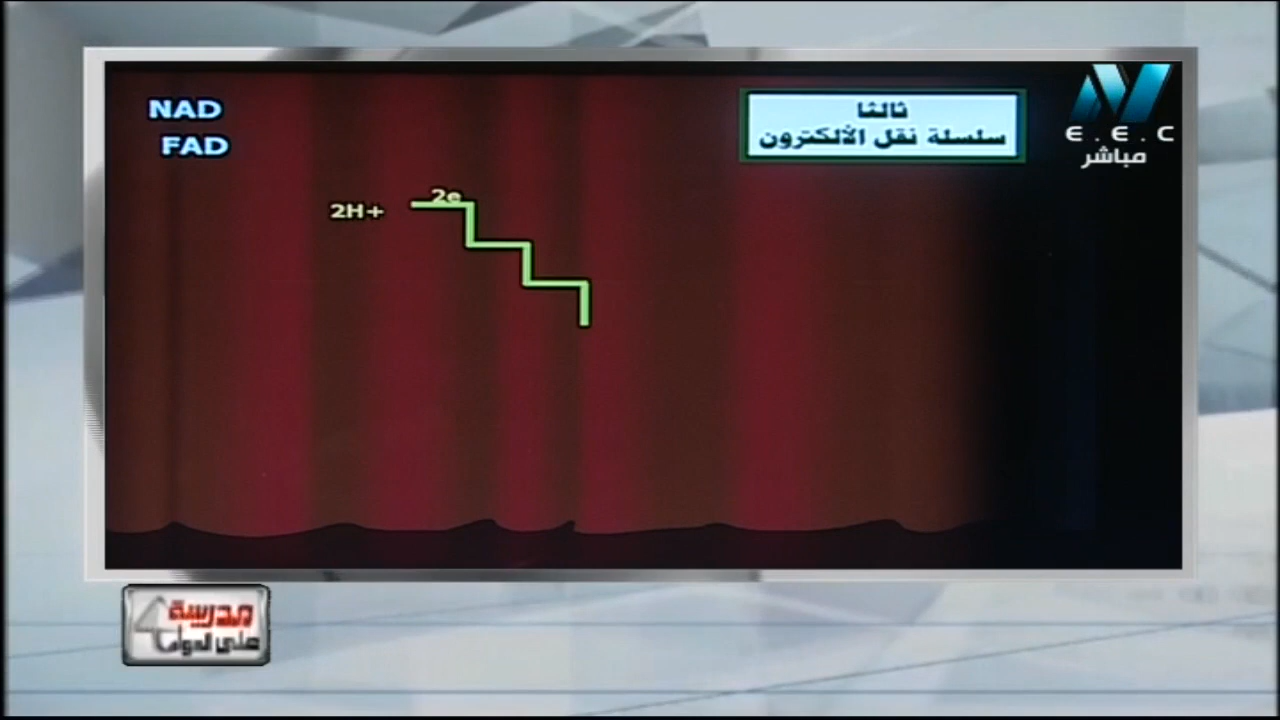 NAD
FAD
ثالثا
سلسلة نقل الألكترون
E.E.C
مباشر
2H+
2e
مدرسة
على الهواء